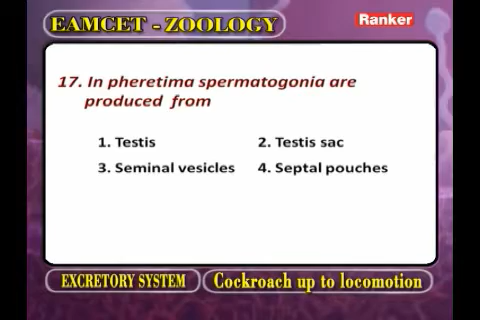 EAMCET - ZOOLOGY
Ranker
17. In pheretima spermatogonia are
produced from
1. Testis 2. Testis sac
3. Seminal vesicles 4. Septal pouches
EXCRETORY SYSTEM Cockroach up to locomotion